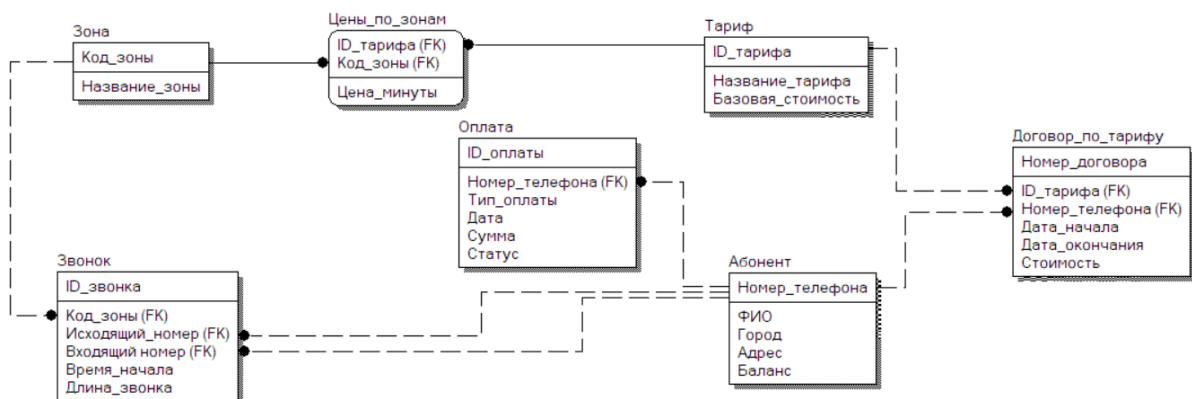 Зона
Код_зоны
Название_зоны
Цены_по_зонам
ID_тарифа (FK)
Код_зоны (FK)
Цена_минуты
Тариф
ID_тарифа
Название_тарифа
Базовая_стоимость
Оплата
ID_оплаты
Номер_телефона (FK)
Тип_оплаты
Дата
Сумма
Статус
Договор_по_тарифу
Номер_договора
ID_тарифа (FK)
Номер_телефона (FK)
Дата_начала
Дата_окончания
Стоимость
Звонок
ID_звонка
Код_зоны (FK)
Исходящий_номер (FK)
Входящий номер (FK)
Время_начала
Длина_звонка
Абонент
Номер_телефона
ФИО
Город
Адрес
Баланс